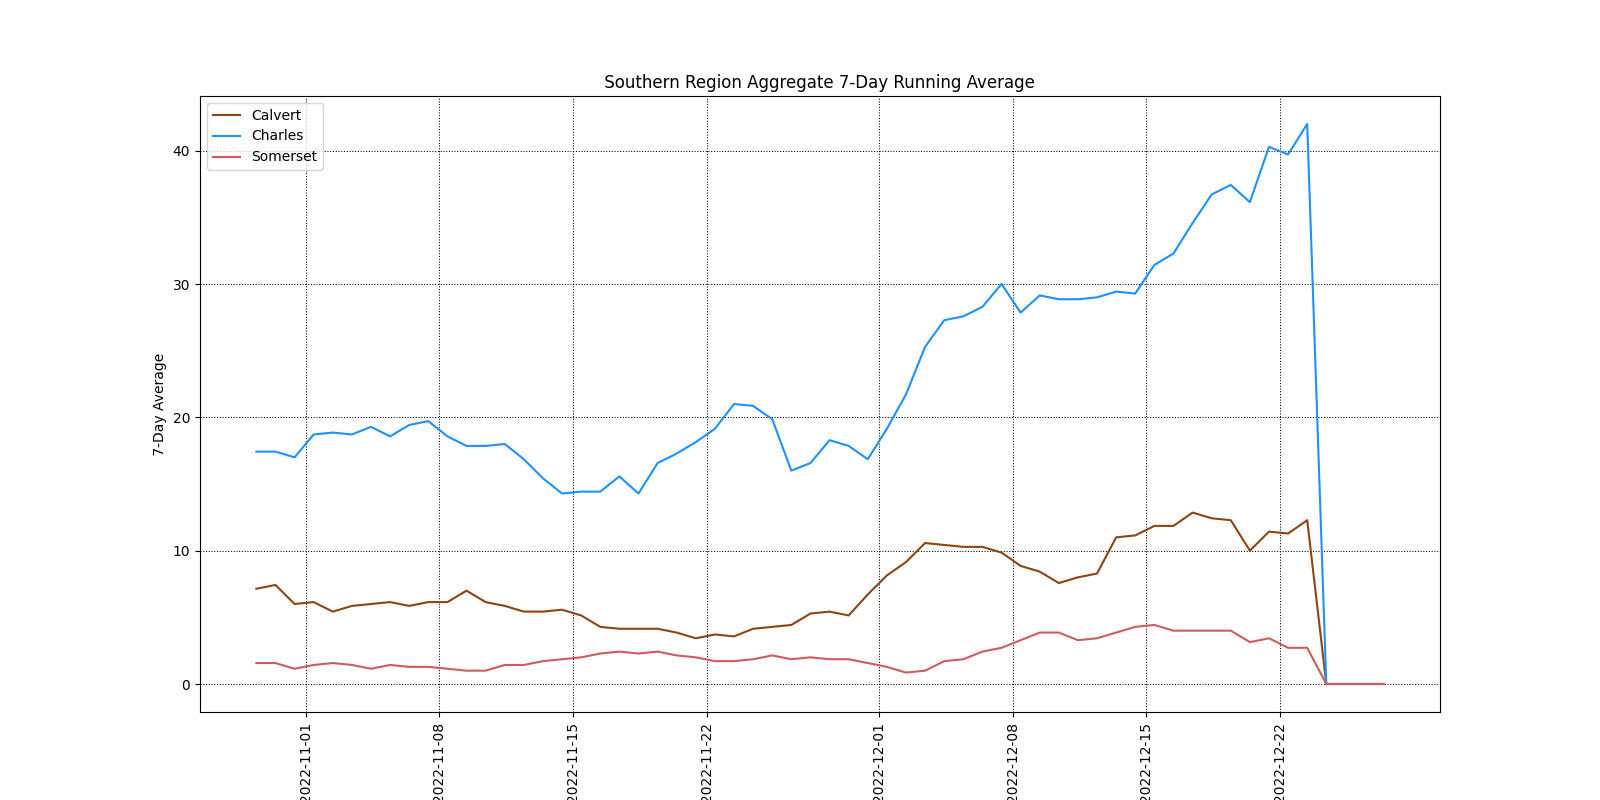 Southern Region Aggregate 7-Day Running Average
Calvert
Charles
Somerset
7-Day Average
40
30
20
10
0
2022-11-01
2022-11-08
2022-11-15
2022-11-22
2022-12-01
2022-12-08
2022-12-15
2022-12-22